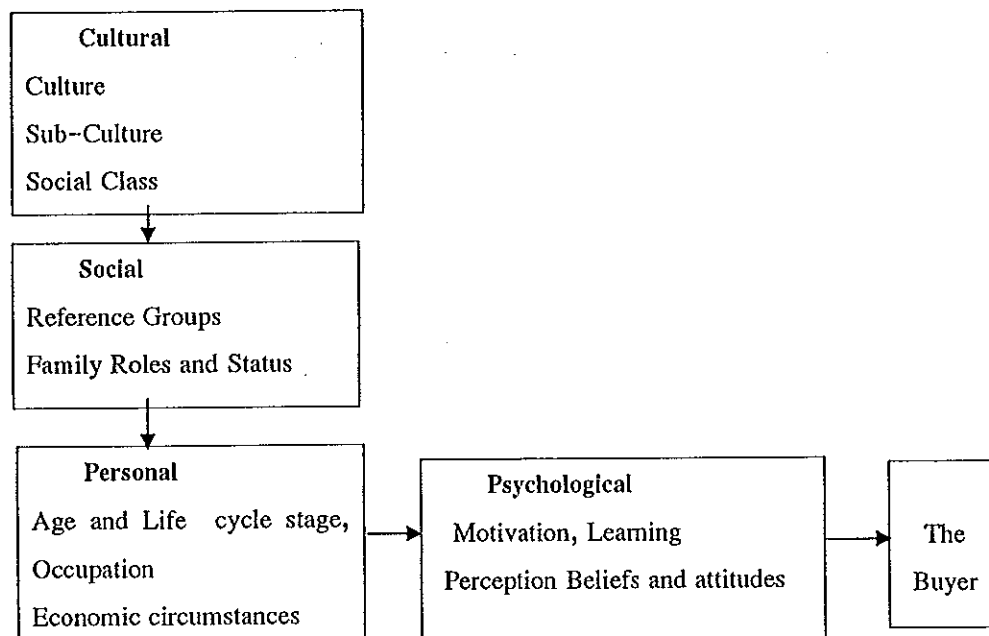 Cultural
Culture
Sub-Culture
Social Class
Social
Reference Groups
Family Roles and Status
Personal
Age and Life cycle stage,
Occupation
Economic circumstances
Psychological
Motivation, Learning
Perception Beliefs and attitudes
The
Buyer